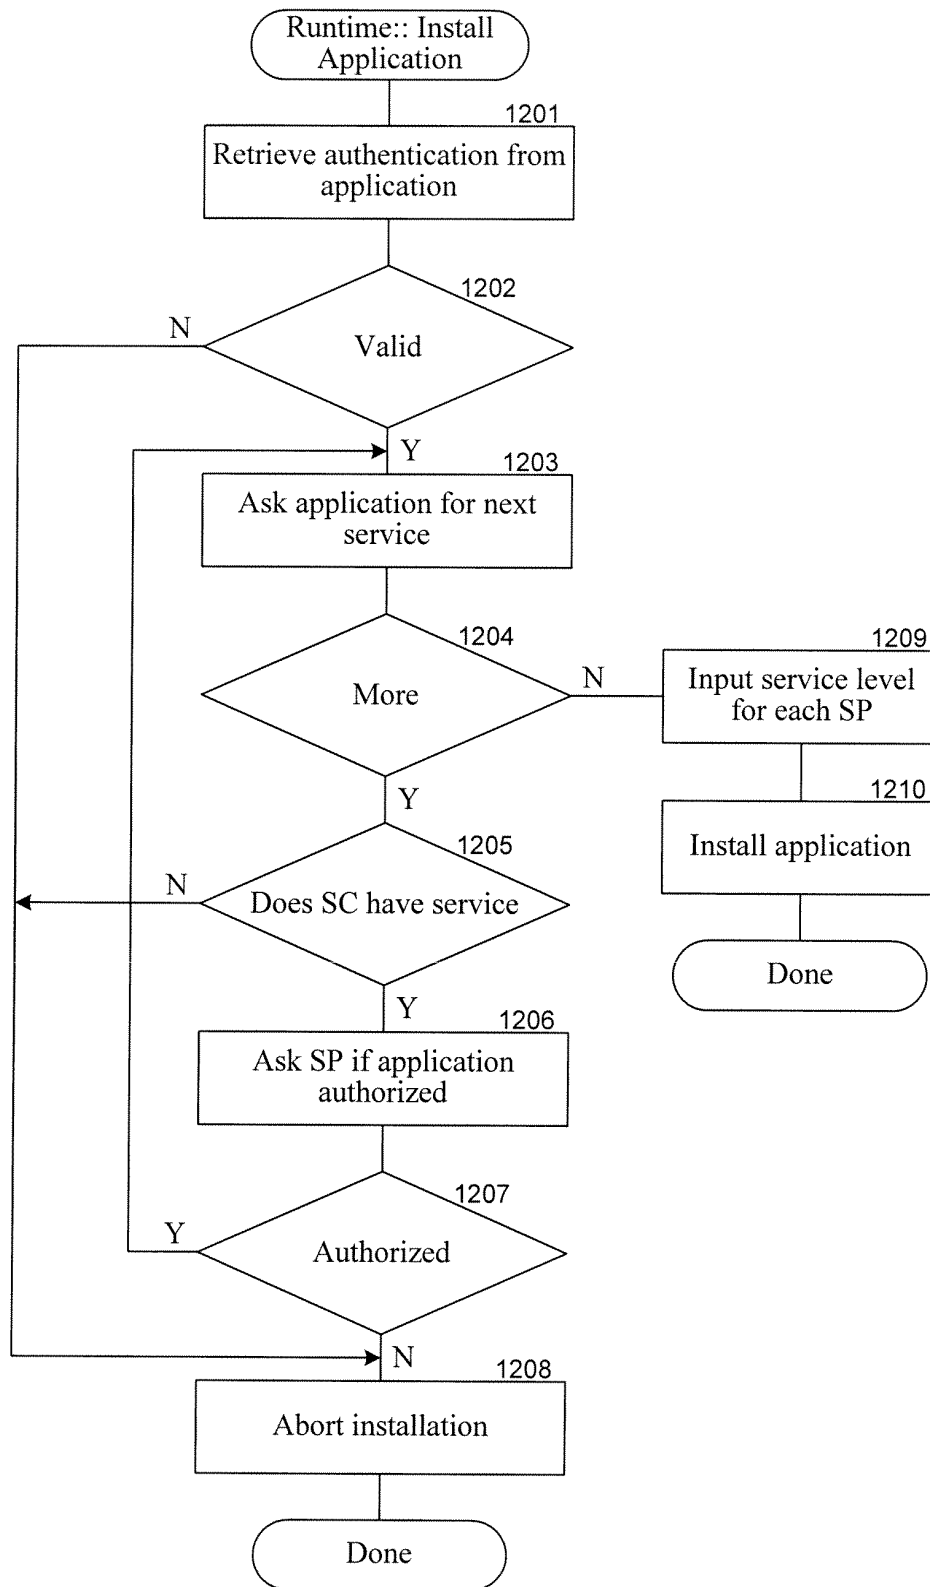 Runtime:: Install
Application
1201
Retrieve authentication from
application
1202
Valid
N
Y
1203
Ask application for next
service
1204
More
N
Y
1209
Input service level
for each SP
1210
Install application
Done
1205
Does SC have service
N
Y
1206
Ask SP if application
authorized
1207
Authorized
Y
N
1208
Abort installation
Done